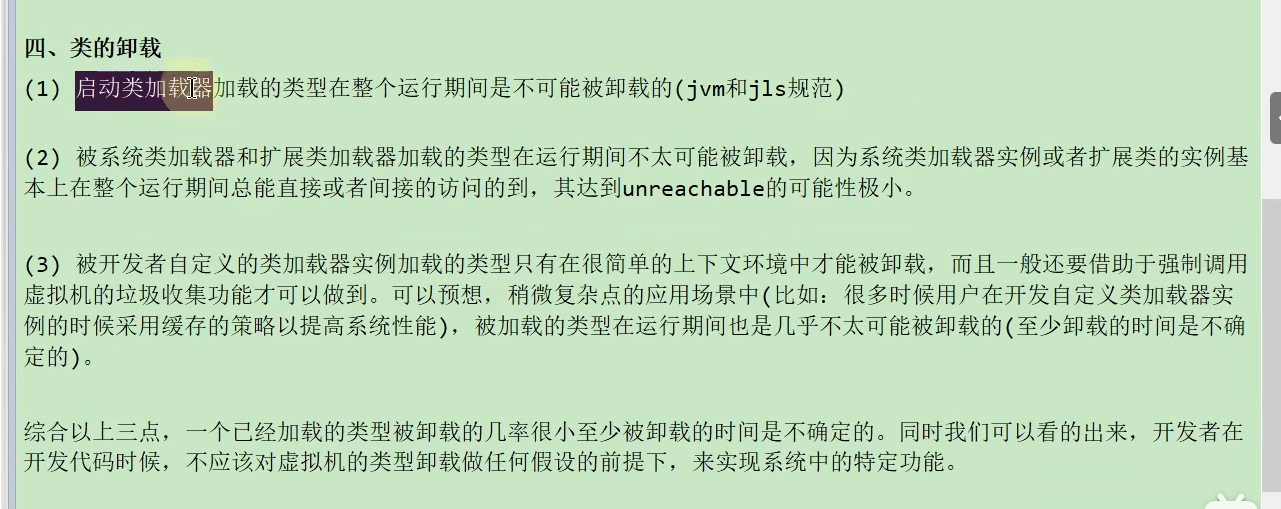 四、类的卸载
(1) 启动类加载器加载的类型在整个运行期间是不可能被卸载的(jvm和jls规范)
(2) 被系统类加载器和扩展类加载器加载的类型在运行期间不太可能被卸载，因为系统类加载器实例或者扩展类的实例基
本上在整个运行期间总能直接或者间接的访问的到，其达到unreachable的可能性极小。
(3) 被开发者自定义的类加载器实例加载的类型只有在很简单的上下文环境中才能被卸载，而且一般还要借助于强制调用
虚拟机的垃圾收集功能才可以做到。可以预想，稍微复杂点的应用场景中(比如：很多时候用户在开发自定义类加载器实
例的时候采用缓存的策略以提高系统性能)，被加载的类型在运行期间也是几乎不太可能被卸载的(至少卸载的时间是不确
定的)。
综合以上三点，一个已经加载的类型被卸载的几率很小至少被卸载的时间是不确定的。同时我们可以看的出来，开发者在
开发代码时候，不应该对虚拟机的类型卸载做任何假设的前提下，来实现系统中的特定功能。